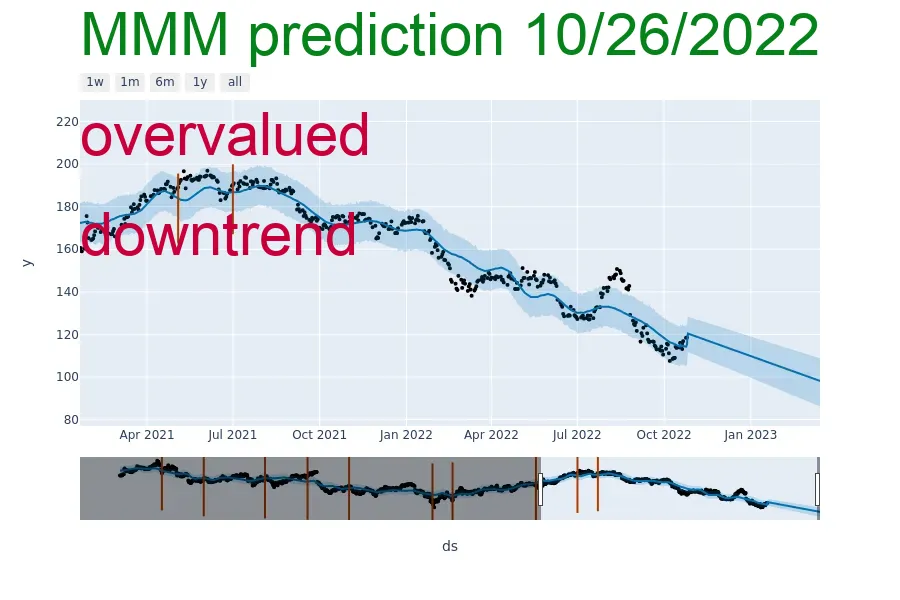 MMM prediction 10/26/2022
1w 1m 6m 1y all
overvalued
downtrend
220
200
180
160
140
120
100
80
y
Apr 2021 Jul 2021 Oct 2021 Jan 2022 Apr 2022 Jul 2022 Oct 2022 Jan 2023
ds